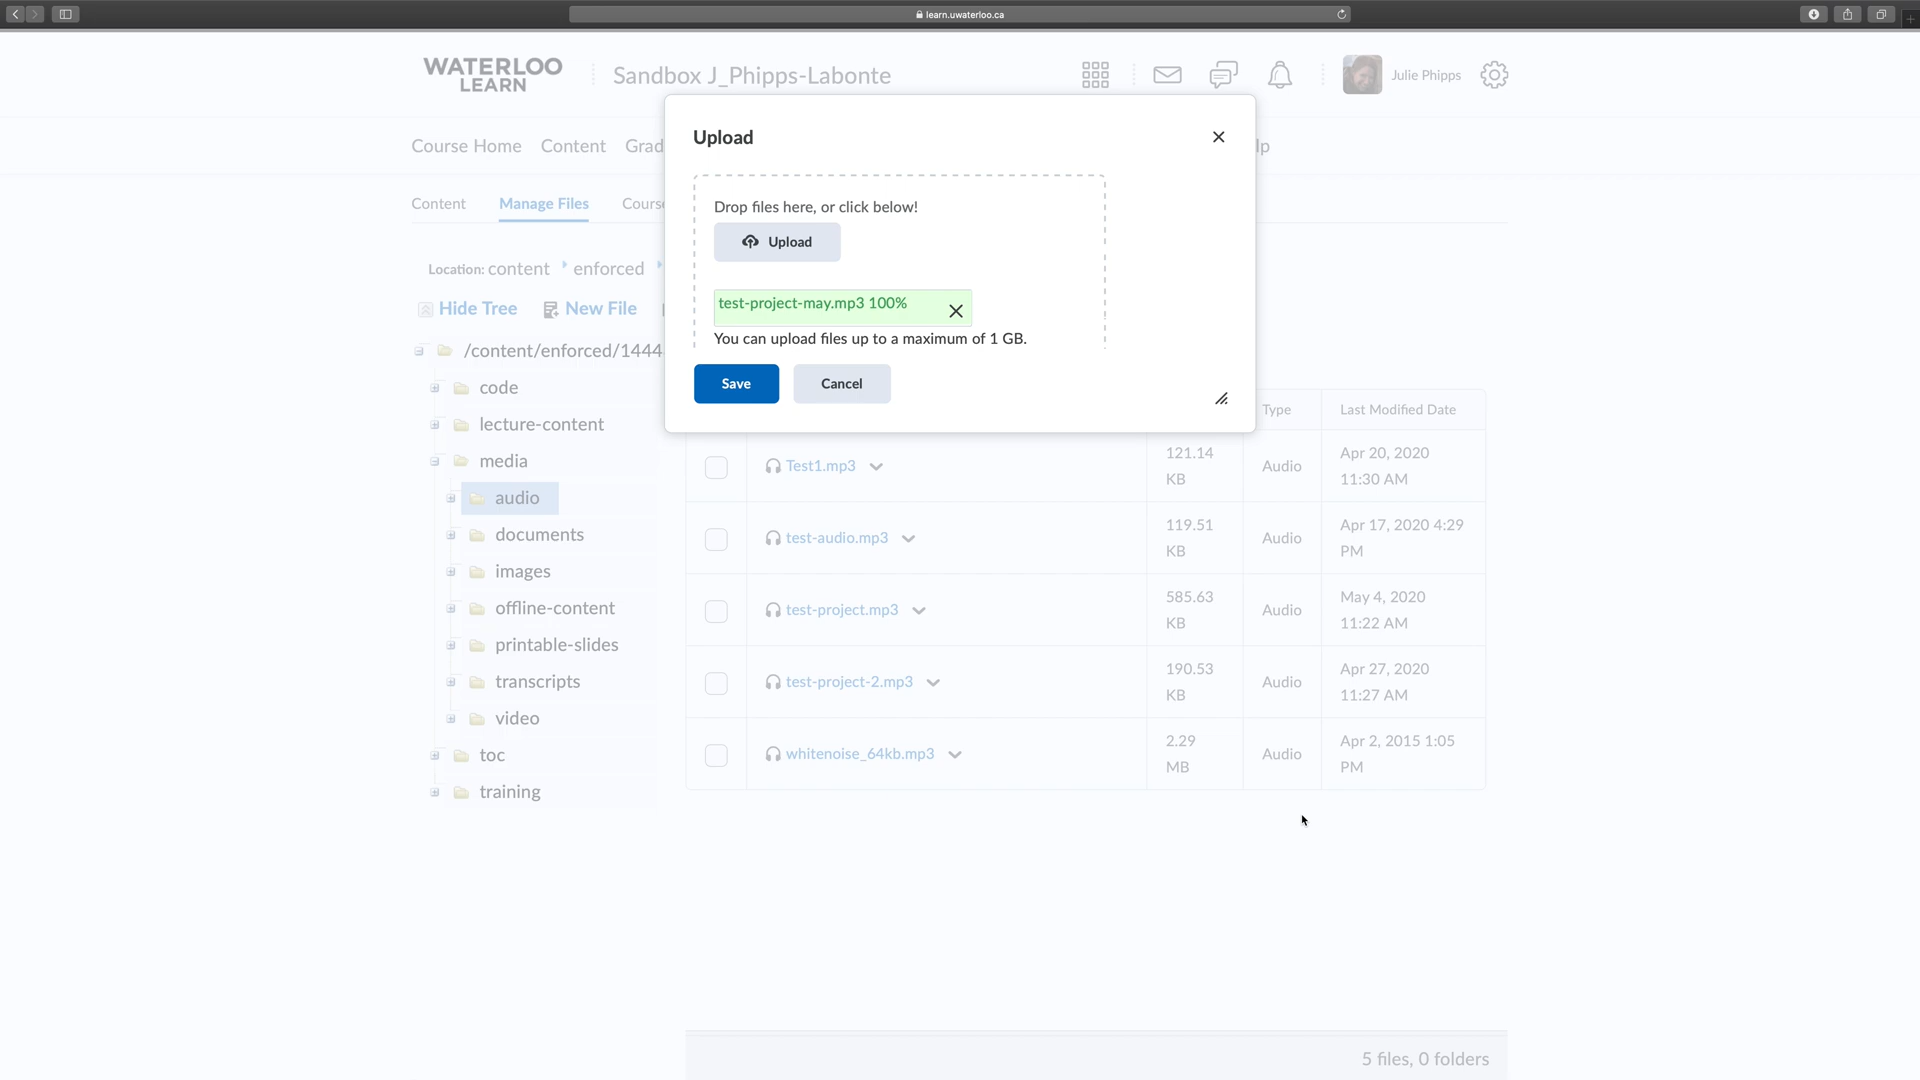 learn.uwaterloo.ca
WATERLOO
LEARN
Sandbox J_Phipps-Labonte
Julie Phipps
Course Home Content Grad
lp
Content Manage Files Cours
Location: content enforced
Hide Tree New File
/content/enforced/1444
code
lecture-content
media
audio
documents
images
offline-content
printable-slides
transcripts
video
toc
training
Upload
Drop files here, or click below!
Upload
test-project-may.mp3 100%
You can upload files up to a maximum of 1 GB.
Save Cancel
Type Last Modified Date
Test1.mp3 121.14 KB Audio Apr 20, 2020 11:30 AM
test-audio.mp3 119.51 KB Audio Apr 17, 2020 4:29 PM
test-project.mp3 585.63 KB Audio May 4, 2020 11:22 AM
test-project-2.mp3 190.53 KB Audio Apr 27, 2020 11:27 AM
whitenoise_64kb.mp3 2.29 MB Audio Apr 2, 2015 1:05 PM
5 files, 0 folders